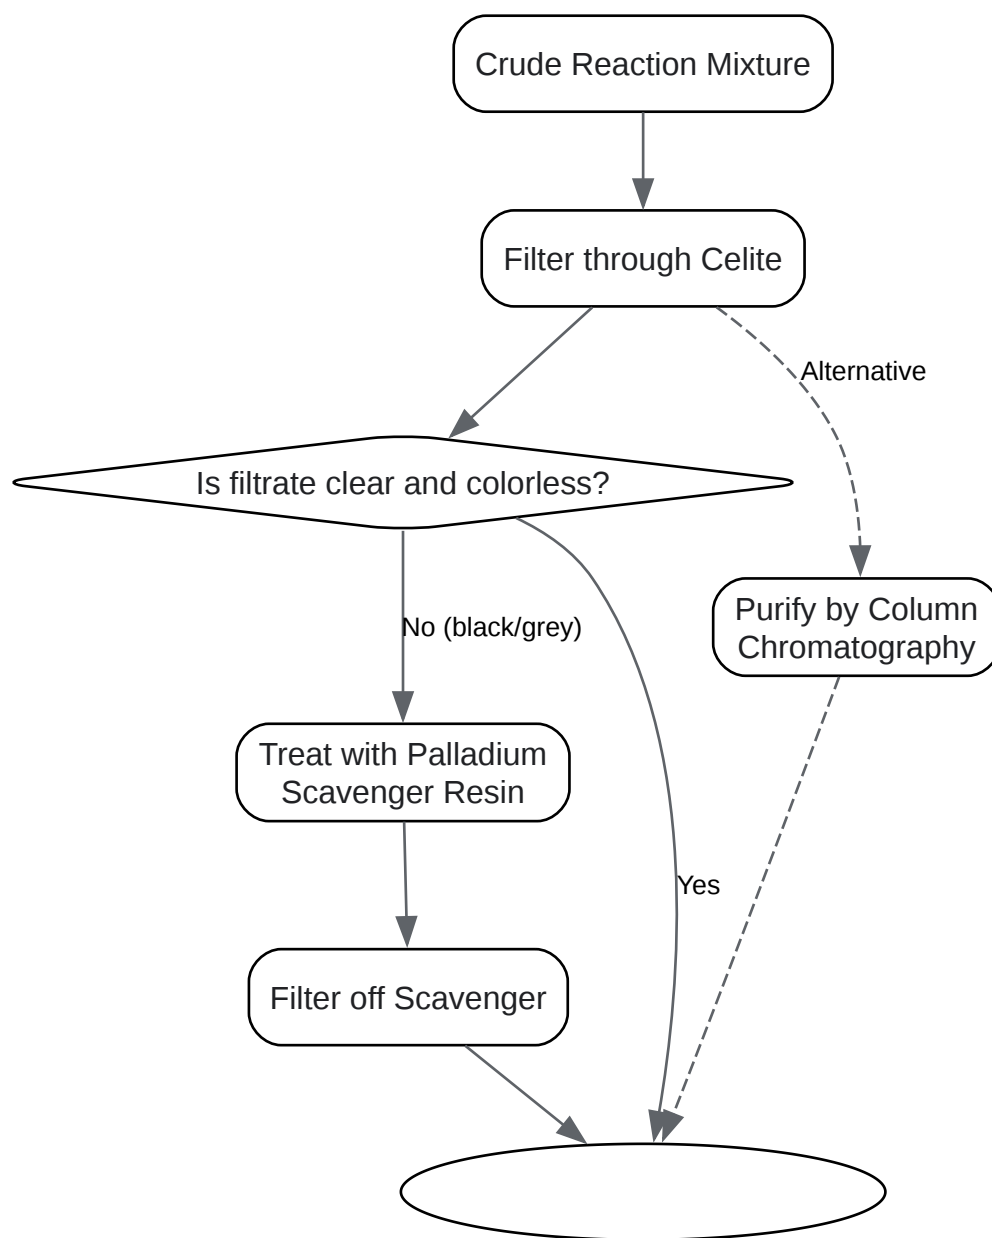 Crude Reaction Mixture
Filter through Celite
Alternative
Is filtrate clear and colorless?
Purify by Column
Chromatography
No (black/grey)
Treat with Palladium
Scavenger Resin
Yes
Filter off Scavenger